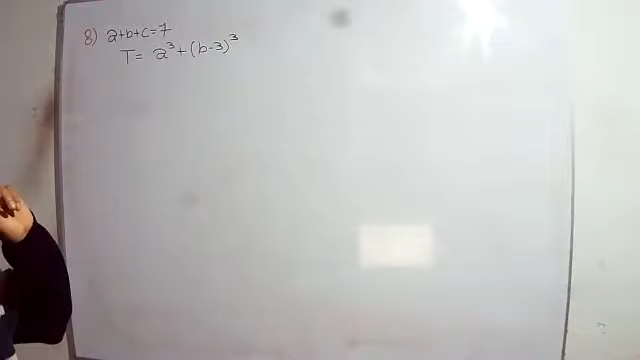 8) a+b+c=7
T= a³+(b-3)³